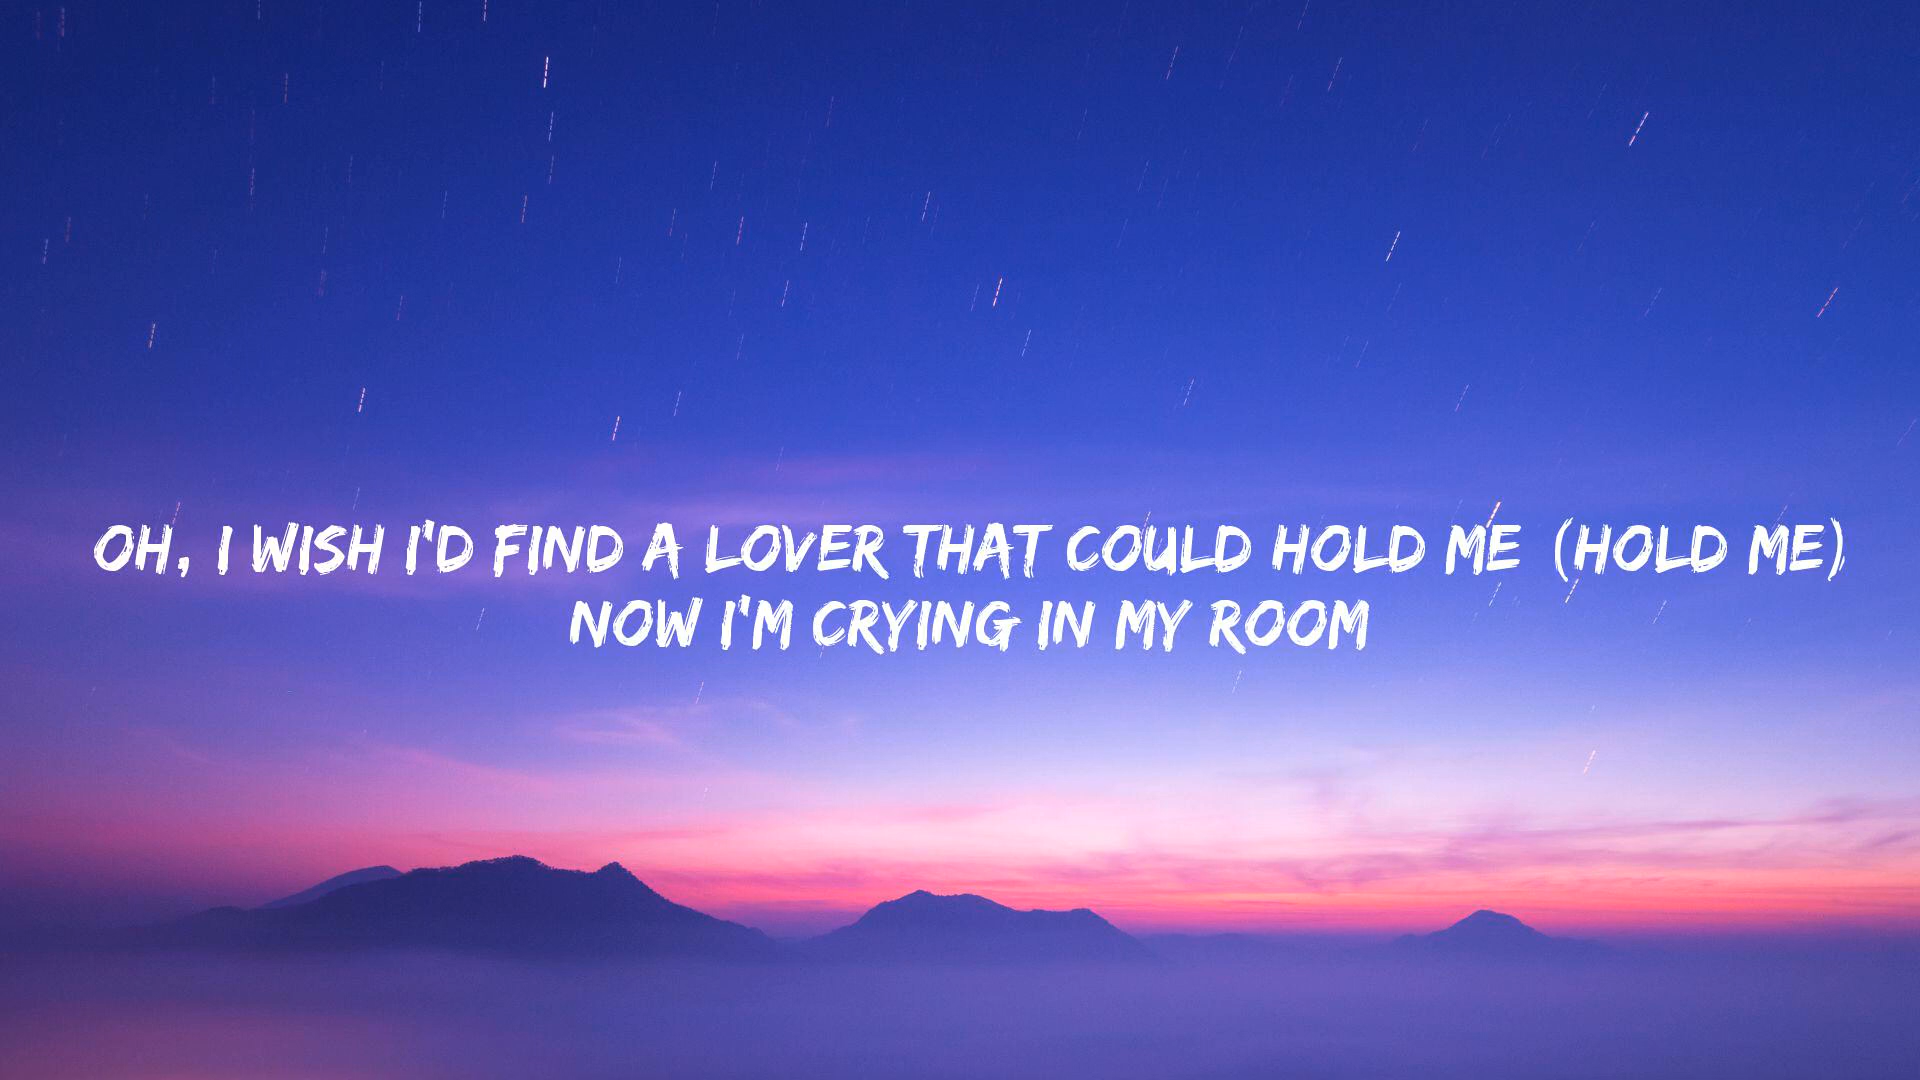 OH, I WISH I'D FIND A LOVER THAT COULD HOLD ME (HOLD ME)
NOW I'M CRYING IN MY ROOM